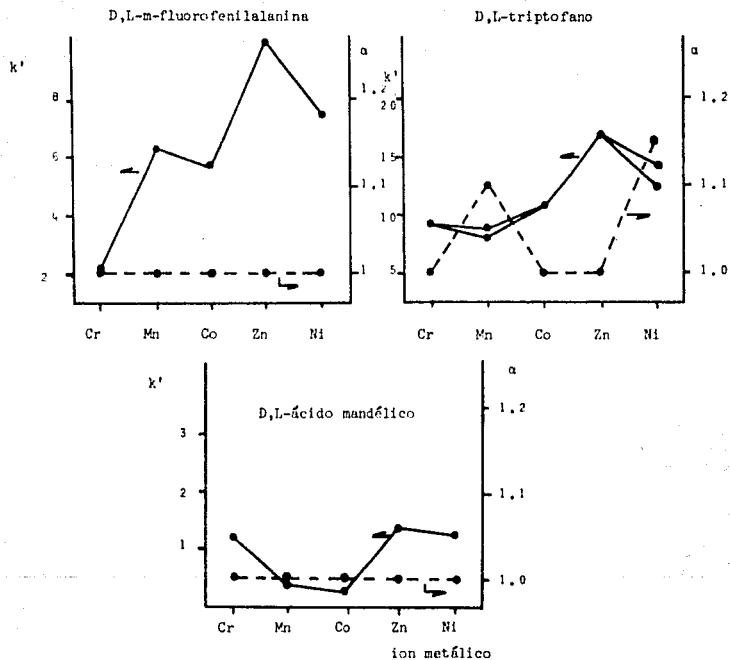 D,L-m-fluorofenilalanina
k'
α
8
6
4
2
1.2
1.1
1
Cr Mn Co Zn Ni
D,L-triptofano
k'
α
20
15
10
5
1.2
1.1
1.0
Cr Mn Co Zn Ni
D,L-ácido mandélico
k'
α
3
2
1
1.2
1.1
1.0
Cr Mn Co Zn Ni
ion metálico